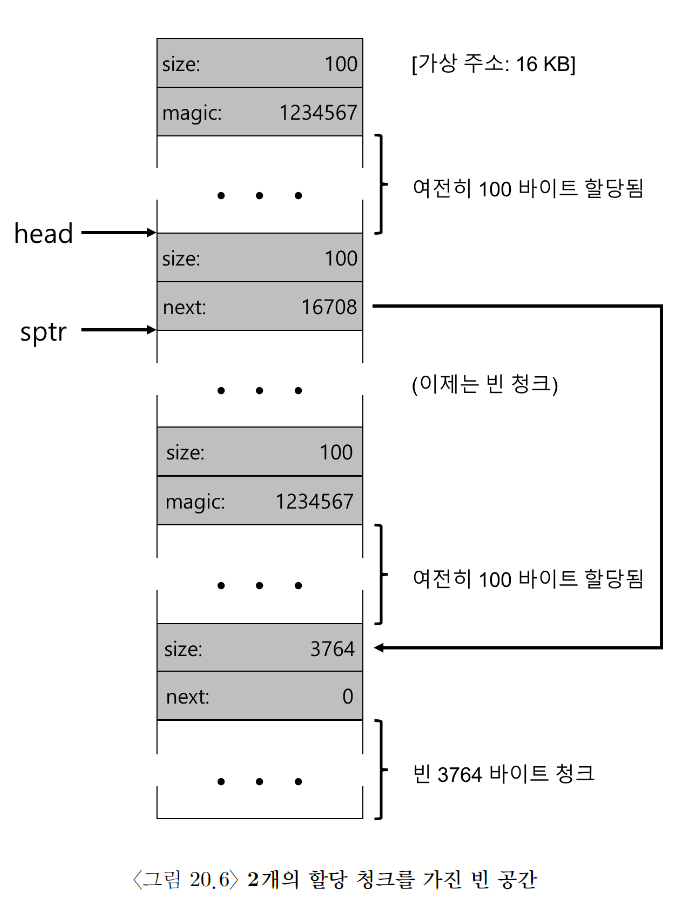 size: 100 [가상 주소: 16 KB]
magic: 1234567
여전히 100 바이트 할당됨
head
size: 100
next: 16708
sptr
(이제는 빈 청크)
size: 100
magic: 1234567
여전히 100 바이트 할당됨
size: 3764
next: 0
빈 3764 바이트 청크
〈그림 20.6〉 2개의 할당 청크를 가진 빈 공간